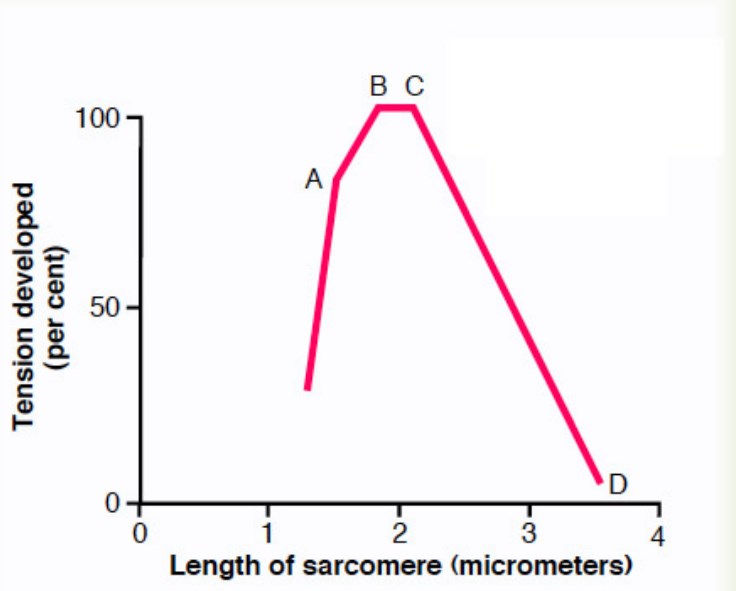 B C
100
A
50
Tension developed
(per cent)
D
0
0 1 2 3 4
Length of sarcomere (micrometers)